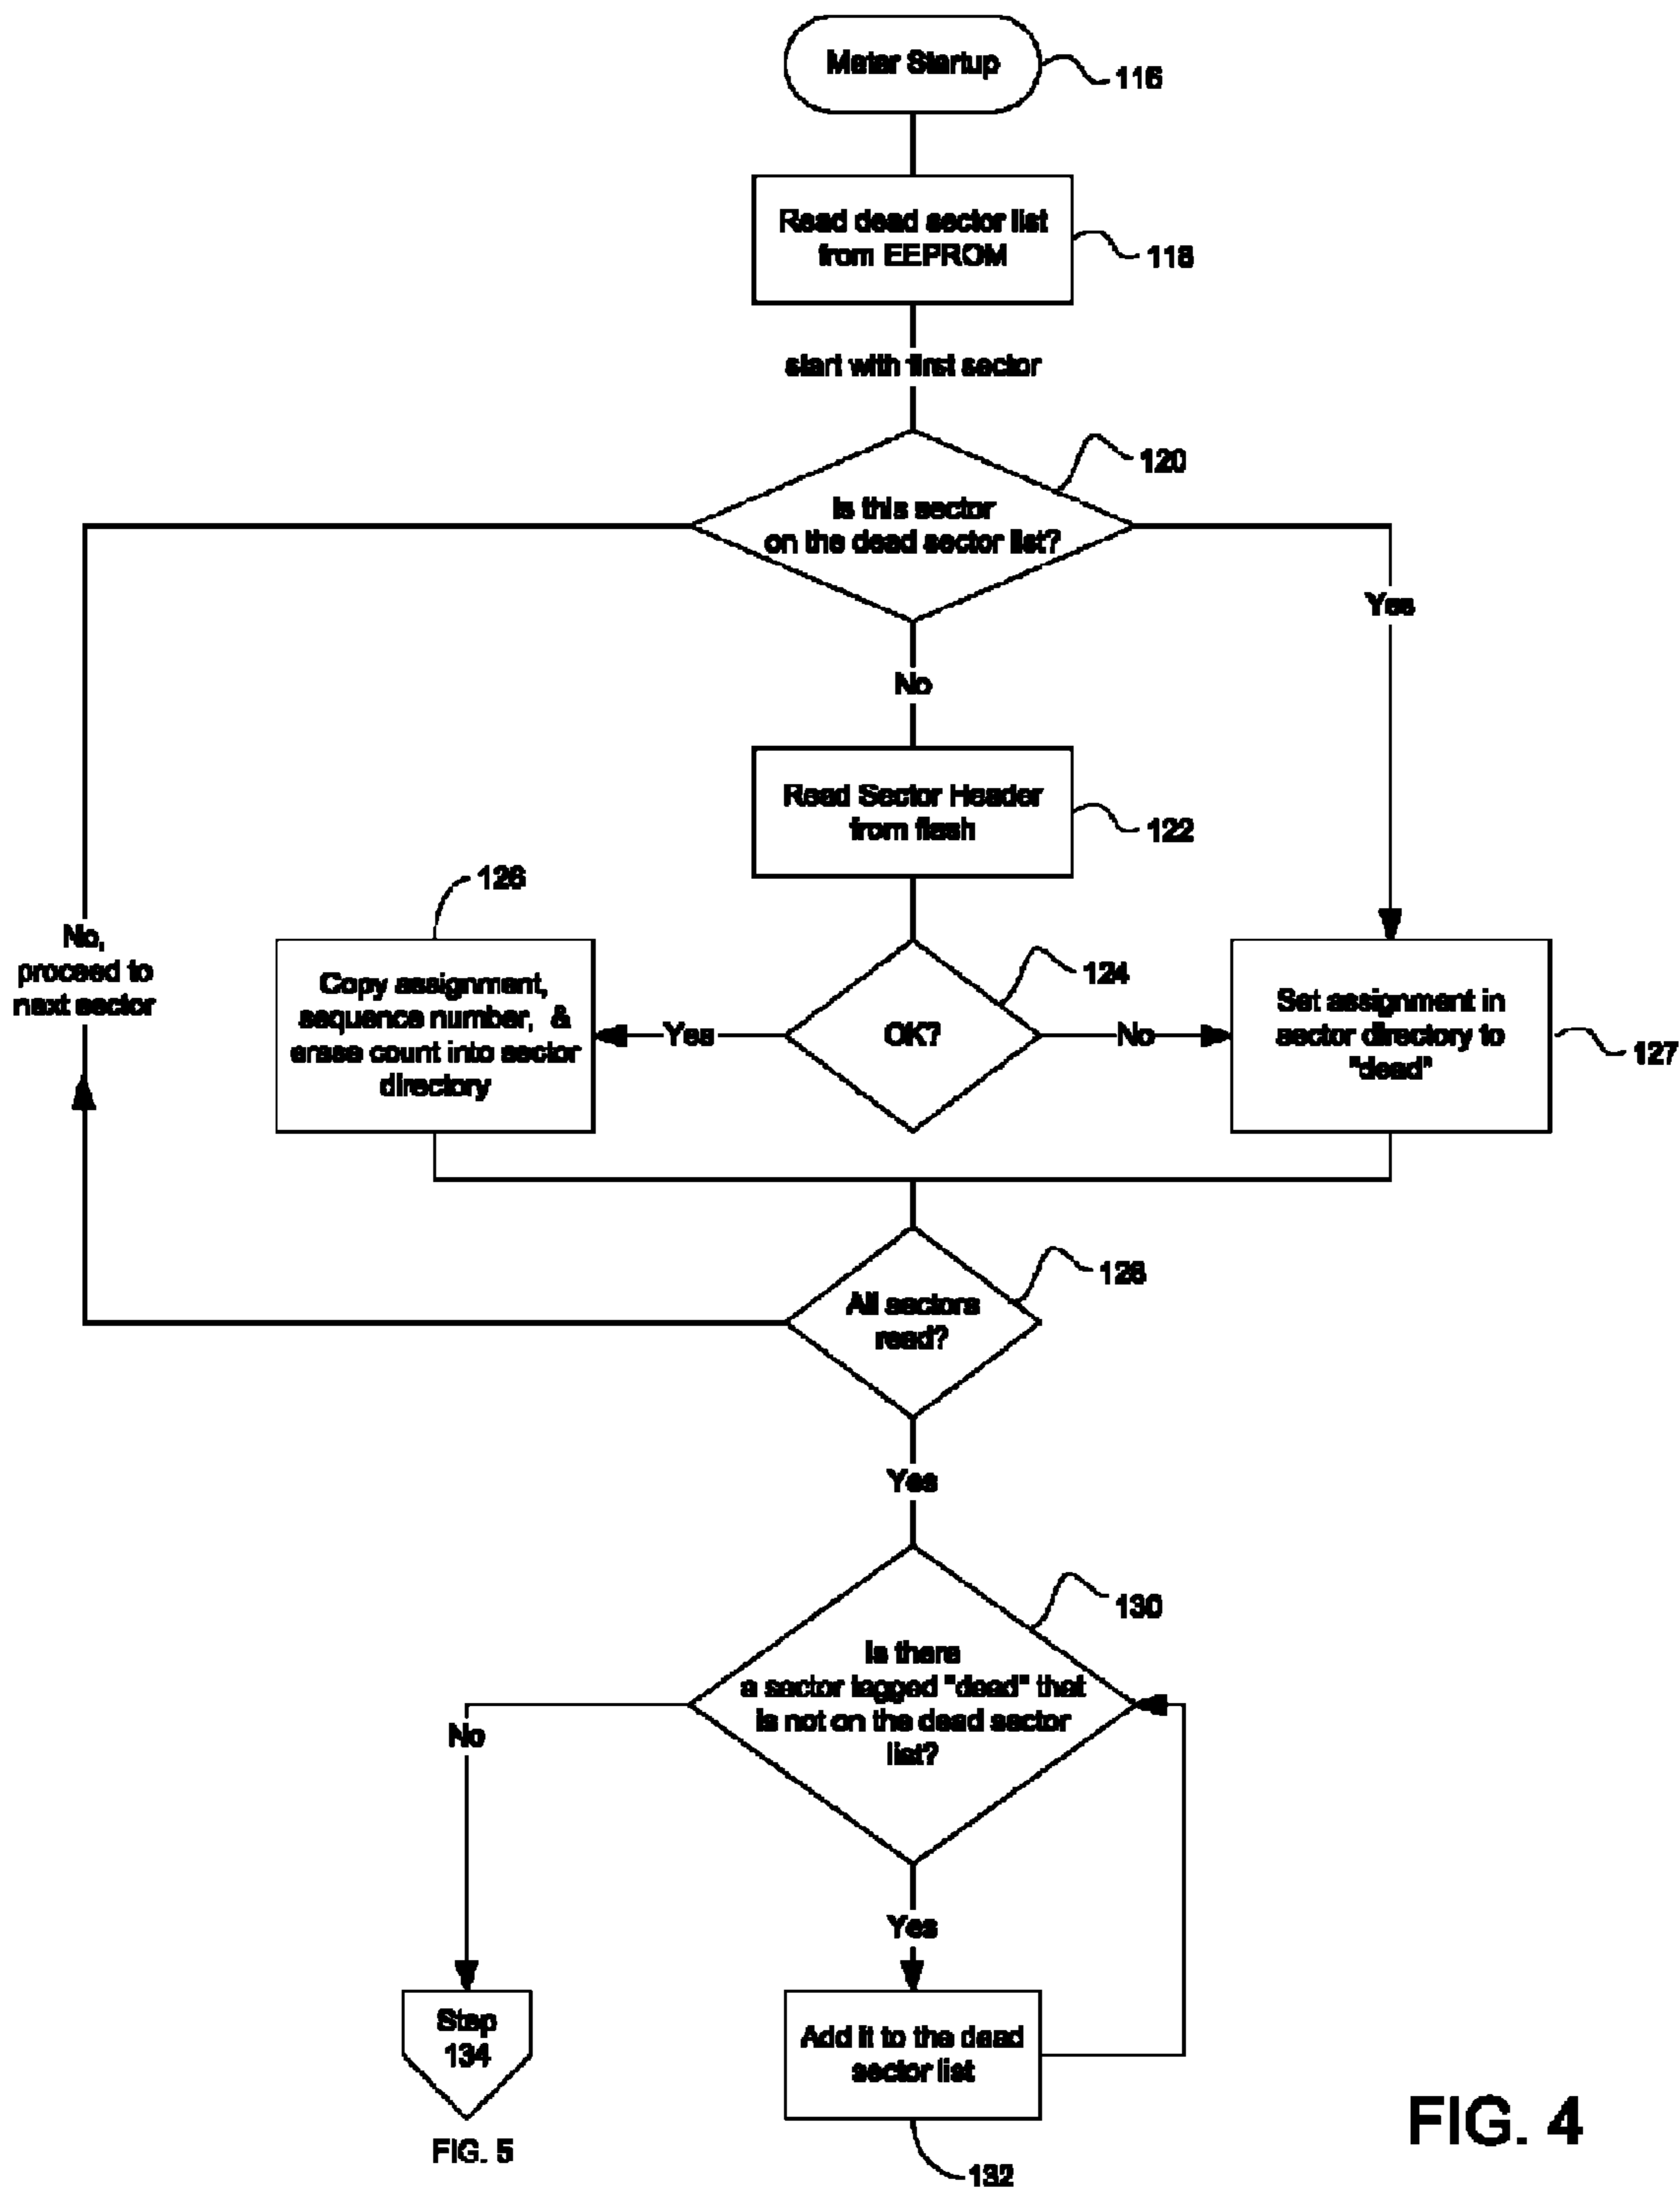 Meter Startup
116
Read dead sector list
from EEPROM
118
start with first sector
120
Is this sector
on the dead sector list?
Yes
No
Read Sector Header
from flash
122
126
No,
proceed to
next sector
Copy assignment,
sequence number, &
erase count into sector
directory
Yes
OK?
124
No
Set assignment in
sector directory to
"dead"
127
128
All sectors
read?
Yes
130
Is there
a sector tagged "dead" that
is not on the dead sector
list?
No
Yes
Step
134
FIG. 5
Add it to the dead
sector list
132
FIG. 4